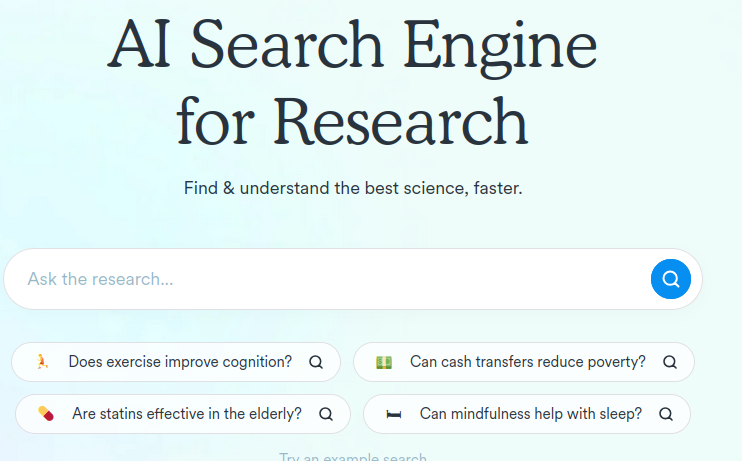 AI Search Engine
for Research
Find & understand the best science, faster.
Ask the research...
Does exercise improve cognition?
Can cash transfers reduce poverty?
Are statins effective in the elderly?
Can mindfulness help with sleep?
Try an example search